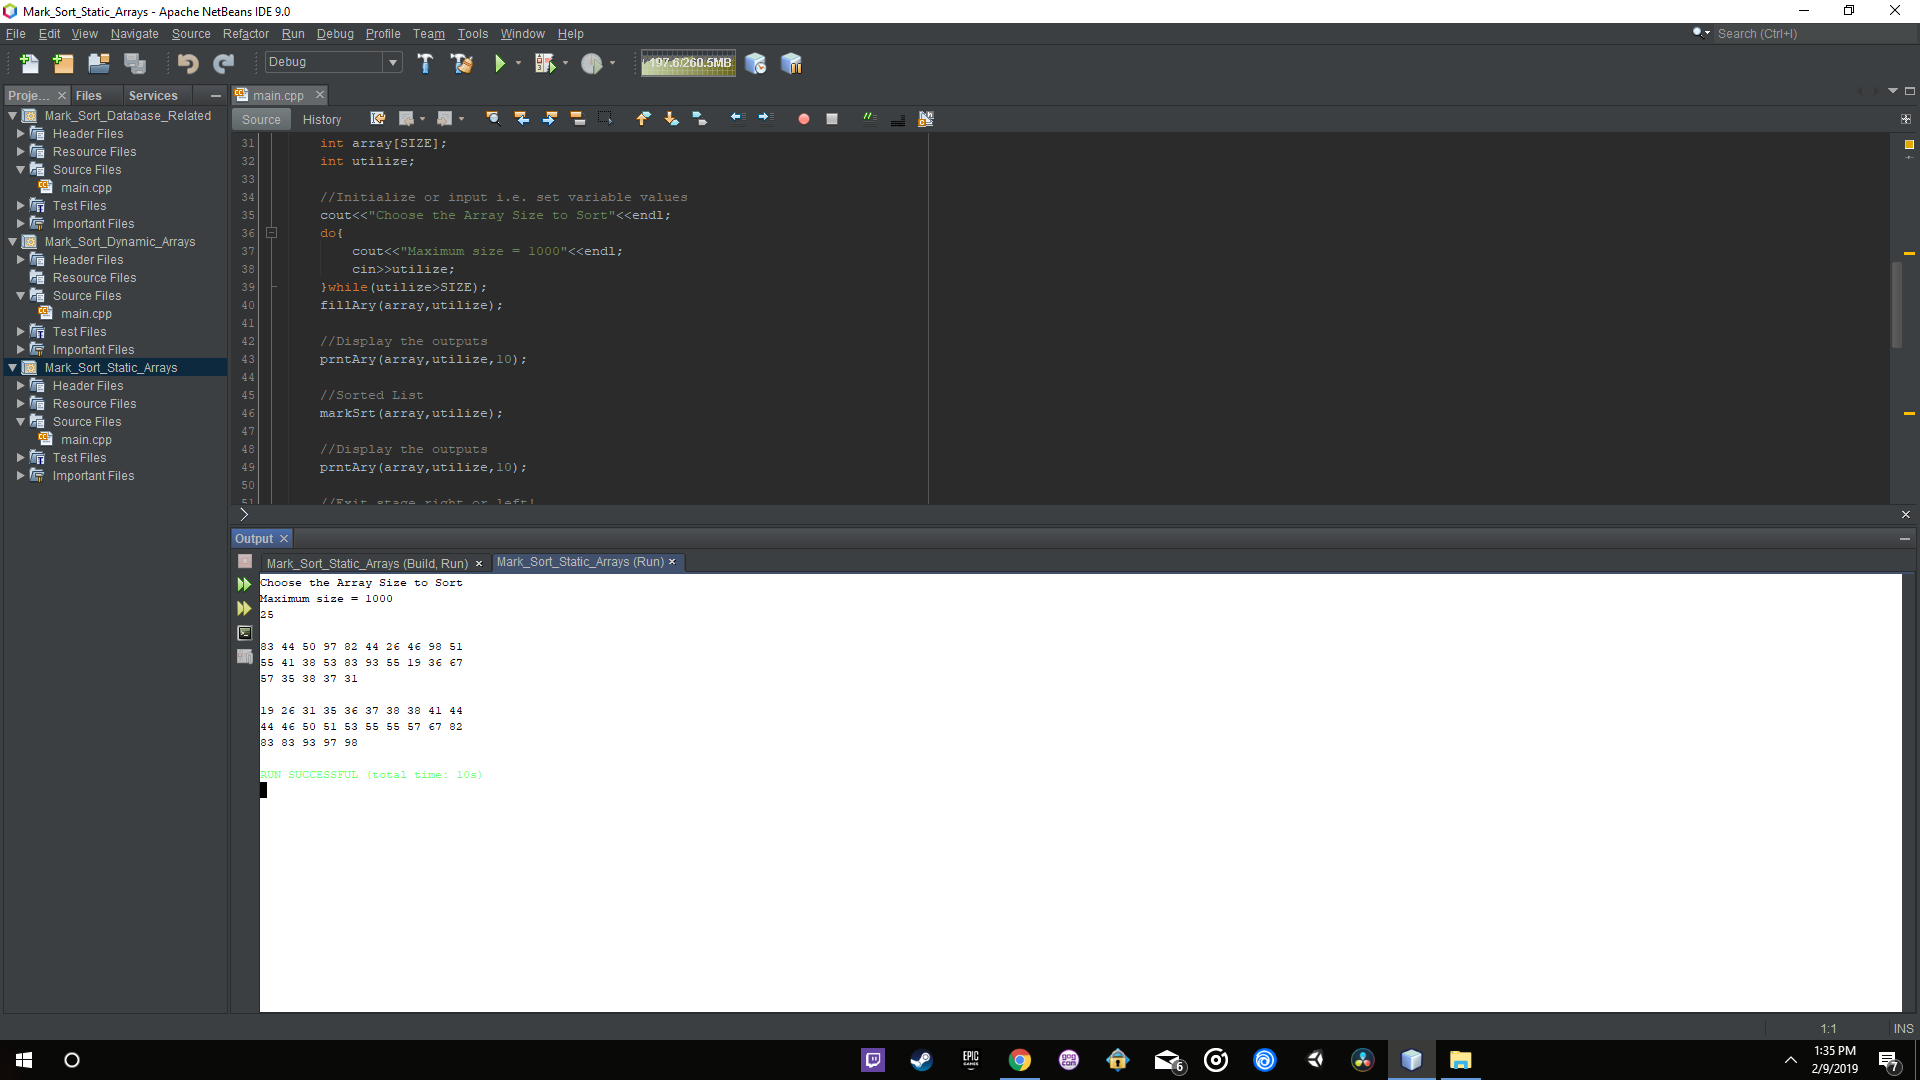 Mark_Sort_Static_Arrays - Apache NetBeans IDE 9.0
File Edit View Navigate Source Refactor Run Debug Profile Team Tools Window Help
Search (Ctrl+I)
Debug
197.6/260.5MB
Proje... Files Services
main.cpp
Source History
Mark_Sort_Database_Related
Header Files
Resource Files
Source Files
main.cpp
Test Files
Important Files
Mark_Sort_Dynamic_Arrays
Header Files
Resource Files
Source Files
main.cpp
Test Files
Important Files
Mark_Sort_Static_Arrays
Header Files
Resource Files
Source Files
main.cpp
Test Files
Important Files
31 int array[SIZE];
32 int utilize;
33
34 //Initialize or input i.e. set variable values
35 cout<<"Choose the Array Size to Sort"<<endl;
36 do{
37 cout<<"Maximum size = 1000"<<endl;
38 cin>>utilize;
39 }while(utilize>SIZE);
40 fillAry(array,utilize);
41
42 //Display the outputs
43 prntAry(array,utilize,10);
44
45 //Sorted List
46 markSrt(array,utilize);
47
48 //Display the outputs
49 prntAry(array,utilize,10);
50
51 //Exit stage right or left!
Output
Mark_Sort_Static_Arrays (Build, Run)
Mark_Sort_Static_Arrays (Run)
Choose the Array Size to Sort
Maximum size = 1000
25
83 44 50 97 82 44 26 46 98 51
55 41 38 53 83 93 55 19 36 67
57 35 38 37 31
19 26 31 35 36 37 38 38 41 44
44 46 50 51 53 55 55 57 67 82
83 83 93 97 98
RUN SUCCESSFUL (total time: 10s)
1:1 INS
EPIC GAMES
gog.com
6
1:35 PM
2/9/2019
7